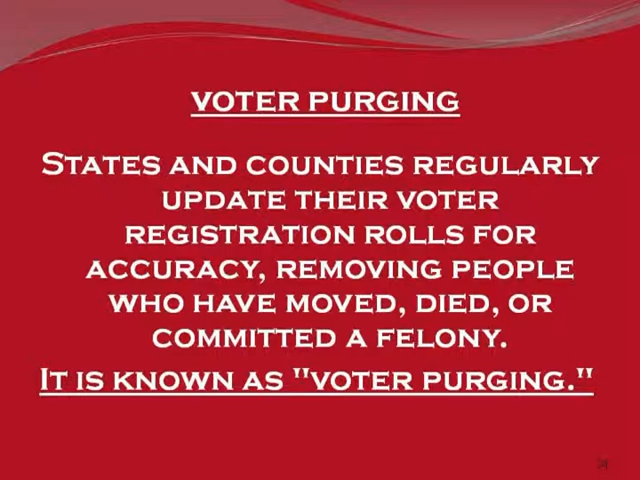 VOTER PURGING
STATES AND COUNTIES REGULARLY
UPDATE THEIR VOTER
REGISTRATION ROLLS FOR
ACCURACY, REMOVING PEOPLE
WHO HAVE MOVED, DIED, OR
COMMITTED A FELONY.
IT IS KNOWN AS "VOTER PURGING."